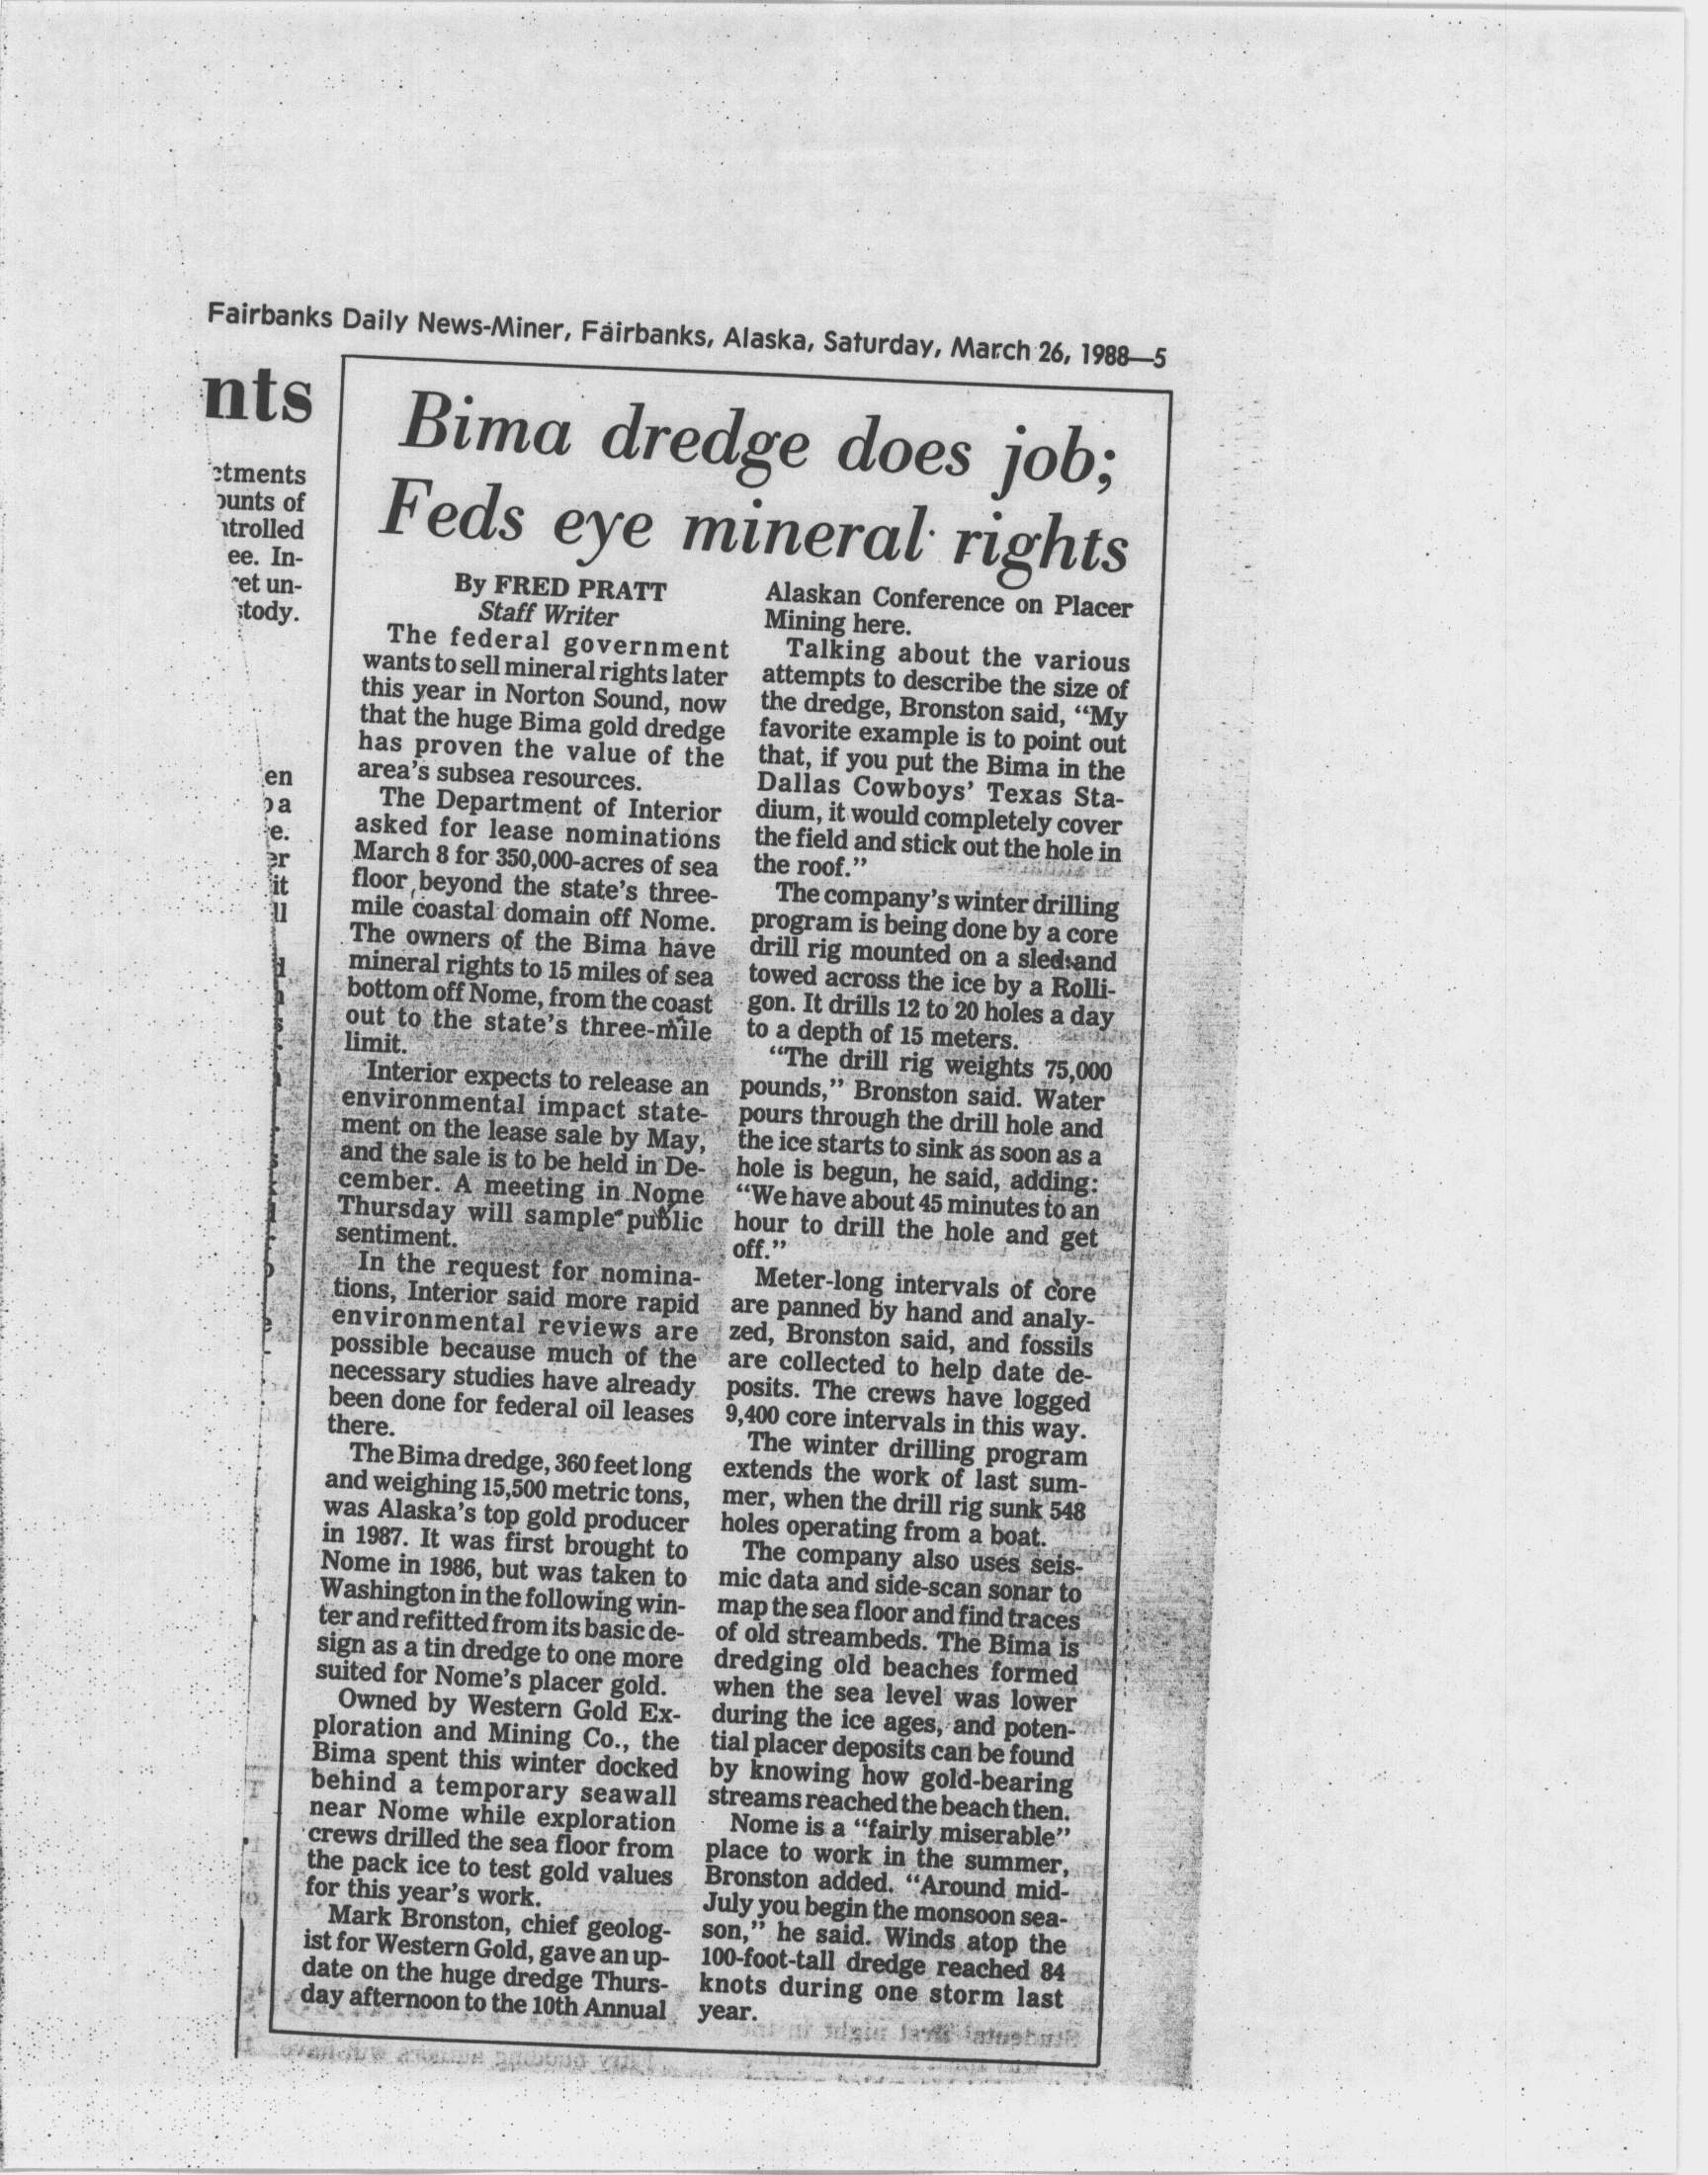 Fairbanks Daily News-Miner, Fairbanks, Alaska, Saturday, March 26, 1988—5
nts
ctments
ounts of
ntrolled
ee. In-
ret un-
stody.
en
e.
er
it
ll
Bima dredge does job;
Feds eye mineral rights
By FRED PRATT
Staff Writer
The federal government
wants to sell mineral rights later
this year in Norton Sound, now
that the huge Bima gold dredge
has proven the value of the
area's subsea resources.
The Department of Interior
asked for lease nominations
March 8 for 350,000-acres of sea
floor beyond the state's three-
mile coastal domain off Nome.
The owners of the Bima have
mineral rights to 15 miles of sea
bottom off Nome, from the coast
out to the state's three-mile
limit.
Interior expects to release an
environmental impact state-
ment on the lease sale by May,
and the sale is to be held in De-
cember. A meeting in Nome
Thursday will sample public
sentiment.
In the request for nomina-
tions, Interior said more rapid
environmental reviews are
possible because much of the
necessary studies have already
been done for federal oil leases
there.
The Bima dredge, 360 feet long
and weighing 15,500 metric tons,
was Alaska's top gold producer
in 1987. It was first brought to
Nome in 1986, but was taken to
Washington in the following win-
ter and refitted from its basic de-
sign as a tin dredge to one more
suited for Nome's placer gold.
Owned by Western Gold Ex-
ploration and Mining Co., the
Bima spent this winter docked
behind a temporary seawall
near Nome while exploration
crews drilled the sea floor from
the pack ice to test gold values
for this year's work.
Mark Bronston, chief geolog-
ist for Western Gold, gave an up-
date on the huge dredge Thurs-
day afternoon to the 10th Annual
Alaskan Conference on Placer
Mining here.
Talking about the various
attempts to describe the size of
the dredge, Bronston said, "My
favorite example is to point out
that, if you put the Bima in the
Dallas Cowboys' Texas Sta-
dium, it would completely cover
the field and stick out the hole in
the roof."
The company's winter drilling
program is being done by a core
drill rig mounted on a sled and
towed across the ice by a Rolli-
gon. It drills 12 to 20 holes a day
to a depth of 15 meters.
"The drill rig weights 75,000
pounds," Bronston said. Water
pours through the drill hole and
the ice starts to sink as soon as a
hole is begun, he said, adding:
"We have about 45 minutes to an
hour to drill the hole and get
off."
Meter-long intervals of core
are panned by hand and analy-
zed, Bronston said, and fossils
are collected to help date de-
posits. The crews have logged
9,400 core intervals in this way.
The winter drilling program
extends the work of last sum-
mer, when the drill rig sunk 548
holes operating from a boat.
The company also uses seis-
mic data and side-scan sonar to
map the sea floor and find traces
of old streambeds. The Bima is
dredging old beaches formed
when the sea level was lower
during the ice ages, and poten-
tial placer deposits can be found
by knowing how gold-bearing
streams reached the beach then.
Nome is a "fairly miserable"
place to work in the summer,
Bronston added. "Around mid-
July you begin the monsoon sea-
son," he said. Winds atop the
100-foot-tall dredge reached 84
knots during one storm last
year.